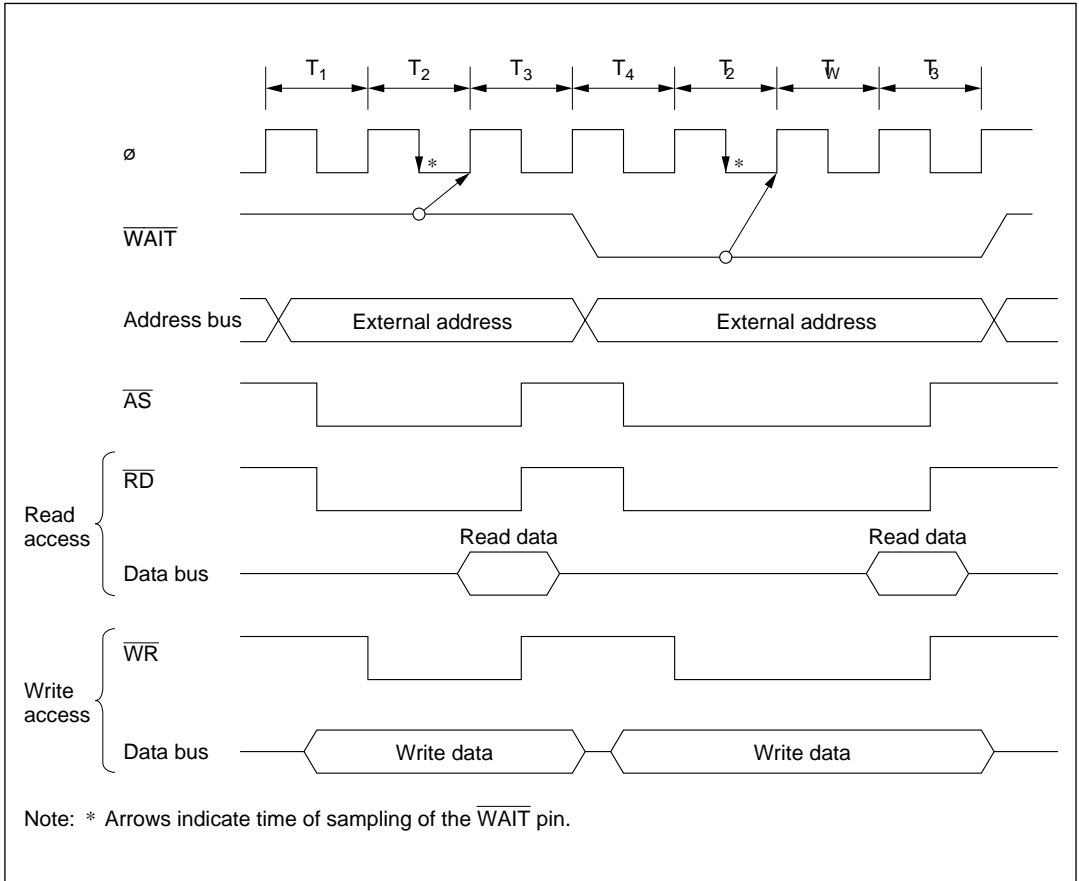 T1 T2 T3 T4 T2 TW T3
ø
*
*
WAIT
Address bus
External address
External address
AS
Read access
RD
Read data
Read data
Data bus
Write access
WR
Data bus
Write data
Write data
Note: * Arrows indicate time of sampling of the WAIT pin.